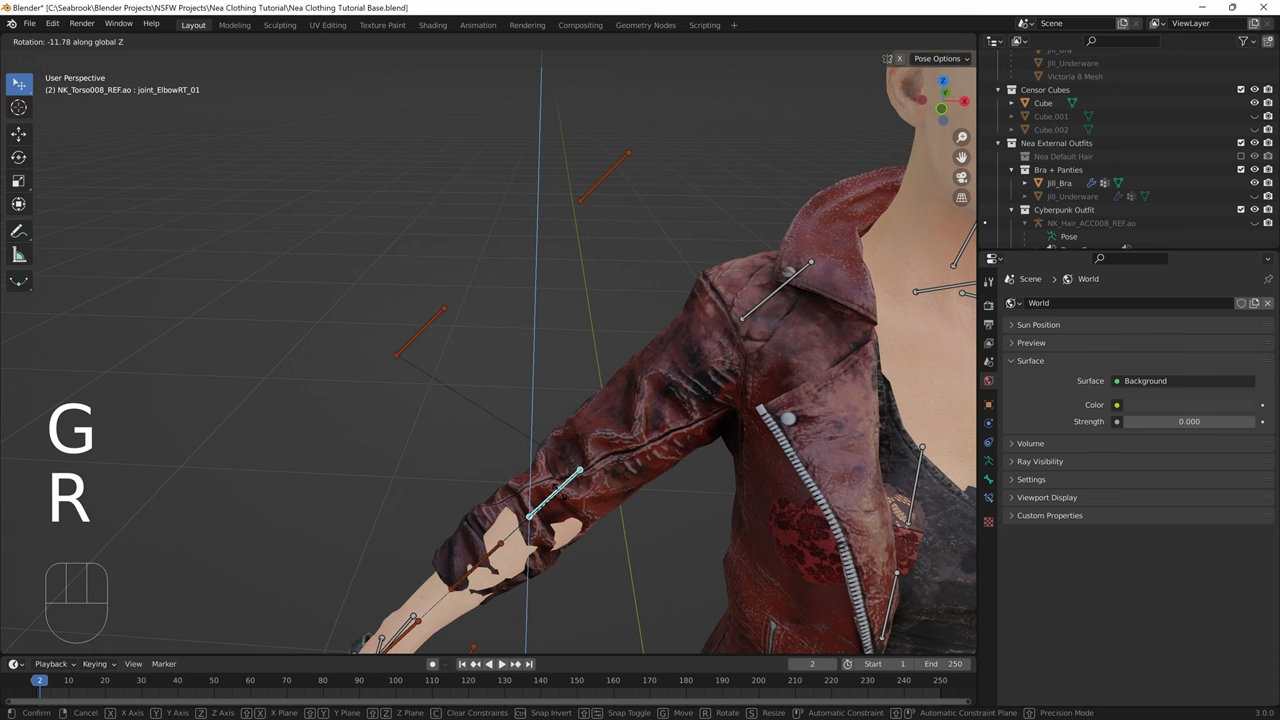 Blender* [C:\Seabrook\Blender Projects\NSFW Projects\Nea Clothing Tutorial\Nea Clothing Tutorial Base.blend]
File Edit Render Window Help Layout Modeling Sculpting UV Editing Texture Paint Shading Animation Rendering Compositing Geometry Nodes Scripting Scene ViewLayer
Rotation: -11.78 along global Z
X Pose Options
User Perspective
(2) NK_Torso008_REF.ao : joint_ElbowRT_01
Z
Y
X
Jill_Bra
Jill_Underware
Victoria 8 Mesh
Censor Cubes
Cube
Cube.001
Cube.002
Nea External Outfits
Nea Default Hair
Bra + Panties
Jill_Bra
Jill_Underware
Cyberpunk Outfit
NK_Hair_ACC008_REF.ao
Pose
Scene > World
World
Sun Position
Preview
Surface
Surface Background
Color
Strength 0.000
Volume
Ray Visibility
Settings
Viewport Display
Custom Properties
G
R
Playback Keying View Marker 2 Start 1 End 250
2 10 20 30 40 50 60 70 80 90 100 110 120 130 140 150 160 170 180 190 200 210 220 230 240 250
Confirm Cancel X X Axis Y Y Axis Z Z Axis X X Plane Y Y Plane Z Z Plane C Clear Constraints Snap Invert Snap Toggle G Move R Rotate S Resize Automatic Constraint Automatic Constraint Plane Precision Mode 3.0.0